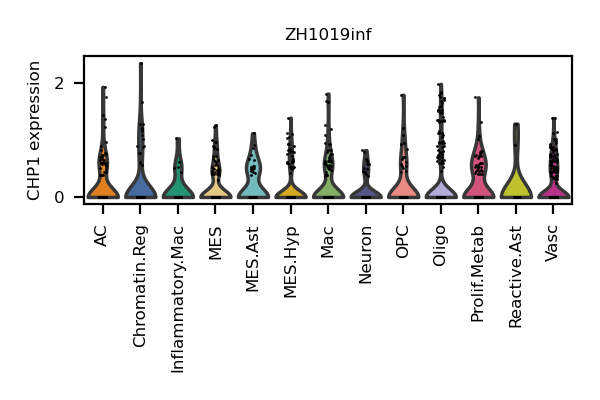 ZH1019inf
CHP1 expression
2
0
AC
Chromatin.Reg
Inflammatory.Mac
MES
MES.Ast
MES.Hyp
Mac
Neuron
OPC
Oligo
Prolif.Metab
Reactive.Ast
Vasc